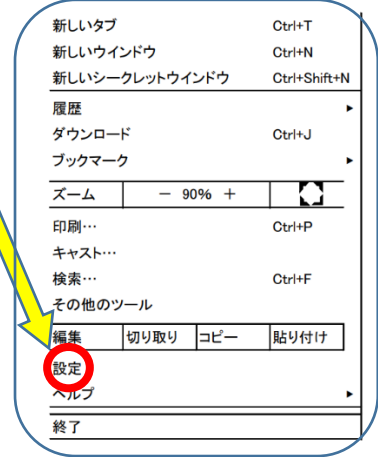 新しいタブ Ctrl+T
新しいウインドウ Ctrl+N
新しいシークレットウインドウ Ctrl+Shift+N
履歴
ダウンロード Ctrl+J
ブックマーク
ズーム － 90% ＋
印刷… Ctrl+P
キャスト…
検索… Ctrl+F
その他のツール
編集 切り取り コピー 貼り付け
設定
ヘルプ
終了